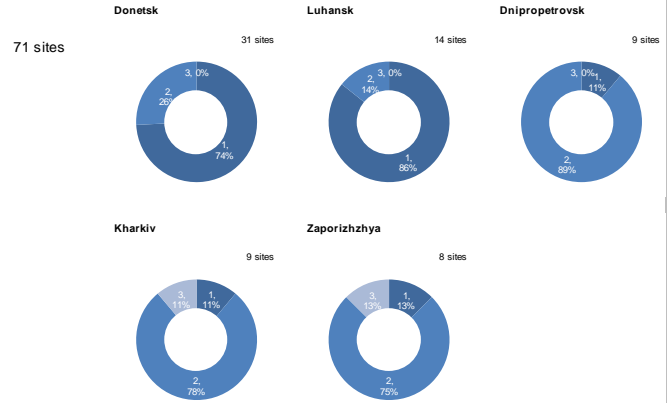 Donetsk
Luhansk
Dnipropetrovsk
71 sites
31 sites
14 sites
9 sites
3, 0%
2,
26%
1,
74%
3, 0%
2,
14%
1,
86%
3, 0%
1,
11%
2,
89%
Kharkiv
Zaporizhzhya
9 sites
8 sites
3,
11%
1,
11%
2,
78%
3,
13%
1,
13%
2,
75%